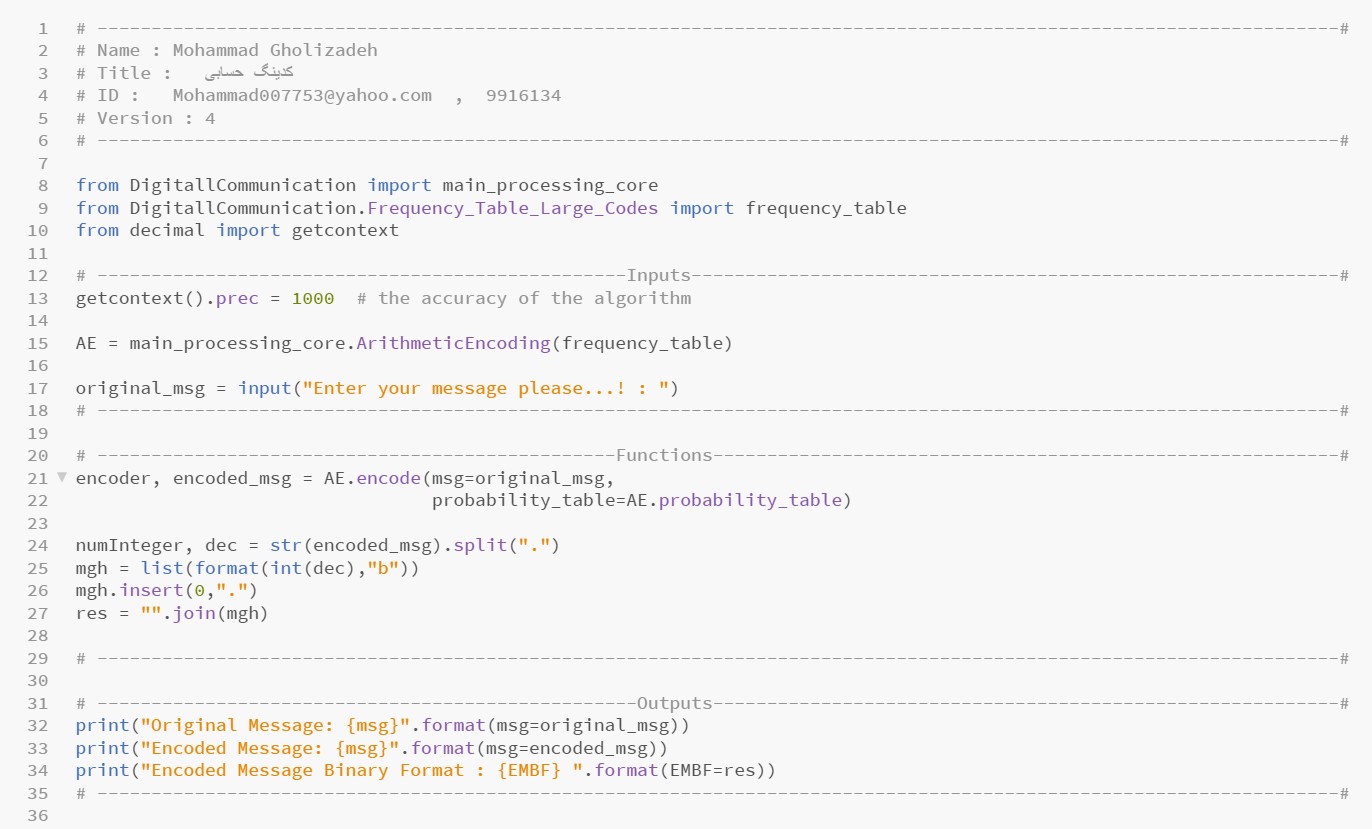 1 # --------------------------------------------------------------------------------------------------------------------#
2 # Name : Mohammad Gholizadeh
3 # Title :   کدینگ حسابی
4 # ID :   Mohammad007753@yahoo.com  ,  9916134
5 # Version : 4
6 # --------------------------------------------------------------------------------------------------------------------#
7
8 from DigitallCommunication import main_processing_core
9 from DigitallCommunication.Frequency_Table_Large_Codes import frequency_table
10 from decimal import getcontext
11
12 # -------------------------------------------------Inputs------------------------------------------------------------#
13 getcontext().prec = 1000  # the accuracy of the algorithm
14
15 AE = main_processing_core.ArithmeticEncoding(frequency_table)
16
17 original_msg = input("Enter your message please...! : ")
18 # --------------------------------------------------------------------------------------------------------------------#
19
20 # ------------------------------------------------Functions----------------------------------------------------------#
21 encoder, encoded_msg = AE.encode(msg=original_msg,
22                                  probability_table=AE.probability_table)
23
24 numInteger, dec = str(encoded_msg).split(".")
25 mgh = list(format(int(dec),"b"))
26 mgh.insert(0,".")
27 res = "".join(mgh)
28
29 # --------------------------------------------------------------------------------------------------------------------#
30
31 # --------------------------------------------------Outputs----------------------------------------------------------#
32 print("Original Message: {msg}".format(msg=original_msg))
33 print("Encoded Message: {msg}".format(msg=encoded_msg))
34 print("Encoded Message Binary Format : {EMBF} ".format(EMBF=res))
35 # --------------------------------------------------------------------------------------------------------------------#
36